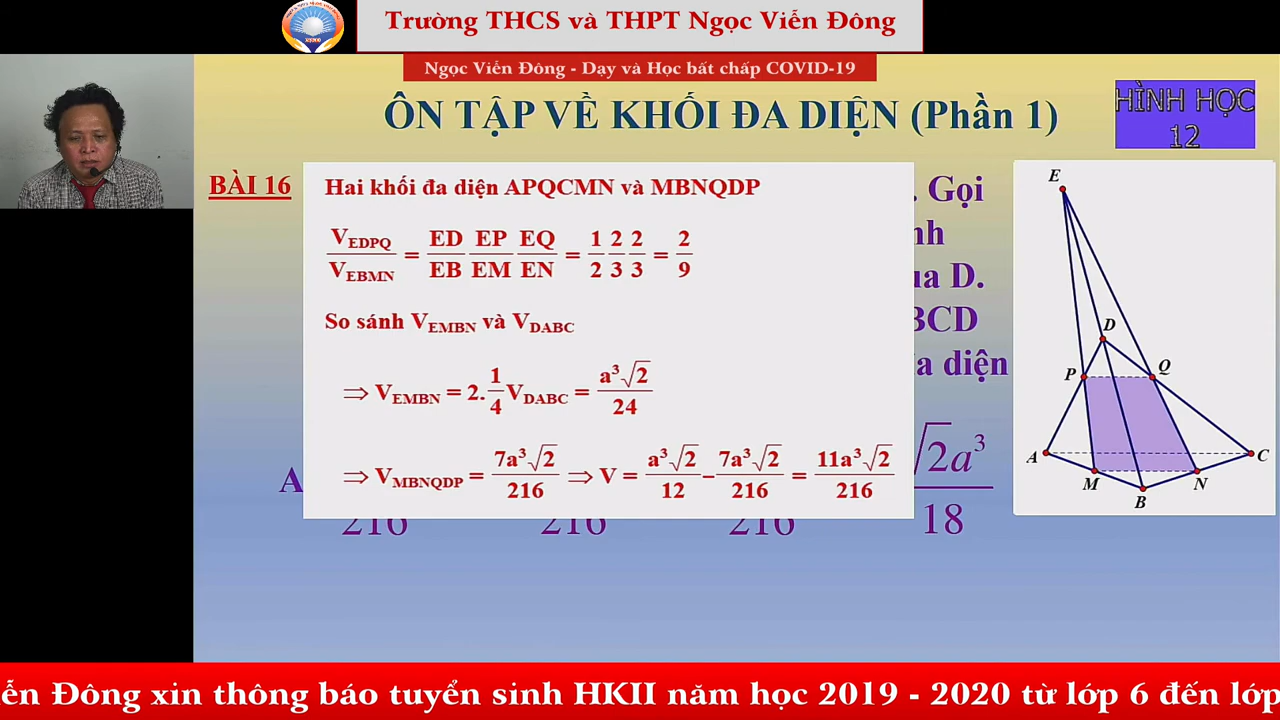 Trường THCS và THPT Ngọc Viễn Đông
Ngọc Viễn Đông - Dạy và Học bất chấp COVID-19
ÔN TẬP VỀ KHỐI ĐA DIỆN (Phần 1)
HÌNH HỌC
12
BÀI 16
Hai khối đa diện APQCMN và MBNQDP
V_EDPQ / V_EBMN = ED/EB EP/EM EQ/EN = 1/2 2/3 2/3 = 2/9
So sánh V_EMBN và V_DABC
⇒ V_EMBN = 2.1/4 V_DABC = a³√2 / 24
⇒ V_MBNQDP = 7a³√2 / 216 ⇒ V = a³√2 / 12 – 7a³√2 / 216 = 11a³√2 / 216
. Gọi
D.
BCD
diện
A
216
216
216
√2a³ / 18
E
D
P
Q
A
C
M
N
B
Đông xin thông báo tuyển sinh HKII năm học 2019 - 2020 từ lớp 6 đến lớp